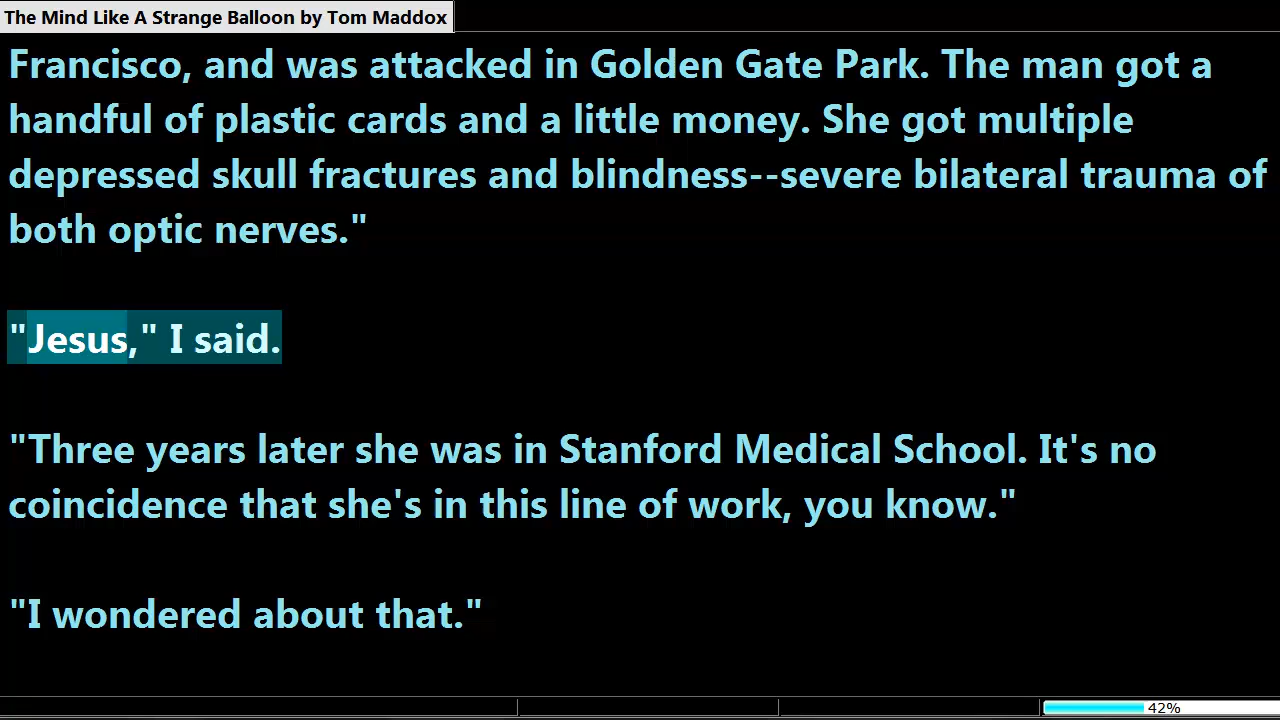 The Mind Like A Strange Balloon by Tom Maddox
Francisco, and was attacked in Golden Gate Park. The man got a
handful of plastic cards and a little money. She got multiple
depressed skull fractures and blindness--severe bilateral trauma of
both optic nerves."
"Jesus," I said.
"Three years later she was in Stanford Medical School. It's no
coincidence that she's in this line of work, you know."
"I wondered about that."
42%